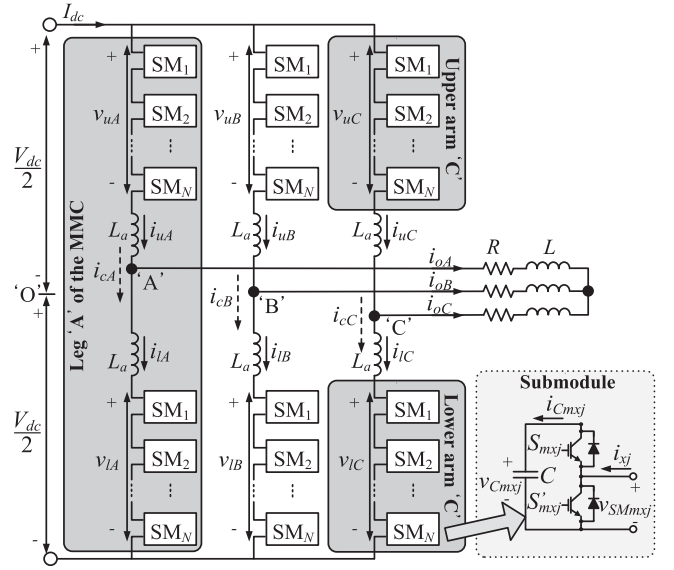 I_dc
+ + + +
SM_1 SM_1 SM_1
v_uA SM_2 v_uB SM_2 v_uC SM_2
Upper arm 'C'
V_dc/2
- SM_N - SM_N - SM_N
L_a i_uA L_a i_uB L_a i_uC
i_oA R L
- i_cA 'A'
'O' i_cB 'B' i_oB
+ i_cC 'C' i_oC
Leg 'A' of the MMC
L_a i_lA L_a i_lB L_a i_lC
+ SM_1 + SM_1 + SM_1
V_dc/2
v_lA SM_2 v_lB SM_2 v_lC SM_2
Lower arm 'C'
- - SM_N - SM_N - SM_N
Submodule
i_Cmxj
S_mxj i_xj
+ +
v_Cmxj C
S'_mxj v_SMmxj
- -